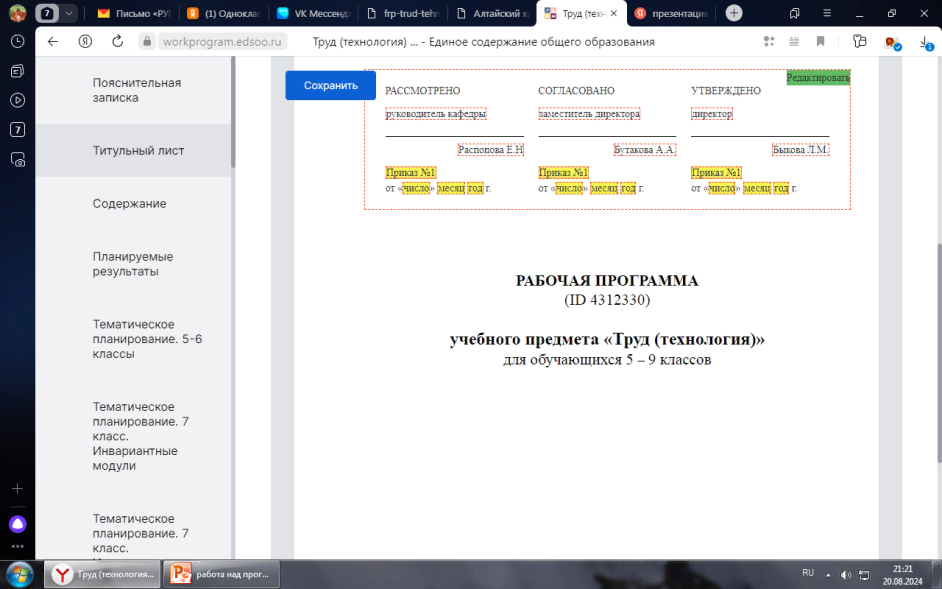 7
Письмо «РУ
(1) Однокла
VK Мессенд
frp-trud-tehn
Алтайский к
Труд (техн
презентаци
workprogram.edsoo.ru
Труд (технология) ... - Единое содержание общего образования
1
7
Пояснительная
записка
Титульный лист
Содержание
Планируемые
результаты
Тематическое
планирование. 5-6
классы
Тематическое
планирование. 7
класс.
Инвариантные
модули
Тематическое
планирование. 7
класс.
Сохранить
Редактировать
РАССМОТРЕНО СОГЛАСОВАНО УТВЕРЖДЕНО
руководитель кафедры заместитель директора директор
Распопова Е.Н Бутакова А.А. Быкова Л.М.
Приказ №1 Приказ №1 Приказ №1
от «число» месяц год г. от «число» месяц год г. от «число» месяц год г.
РАБОЧАЯ ПРОГРАММА
(ID 4312330)
учебного предмета «Труд (технология)»
для обучающихся 5 – 9 классов
Труд (технология... работа над прог...
RU
21:21
20.08.2024